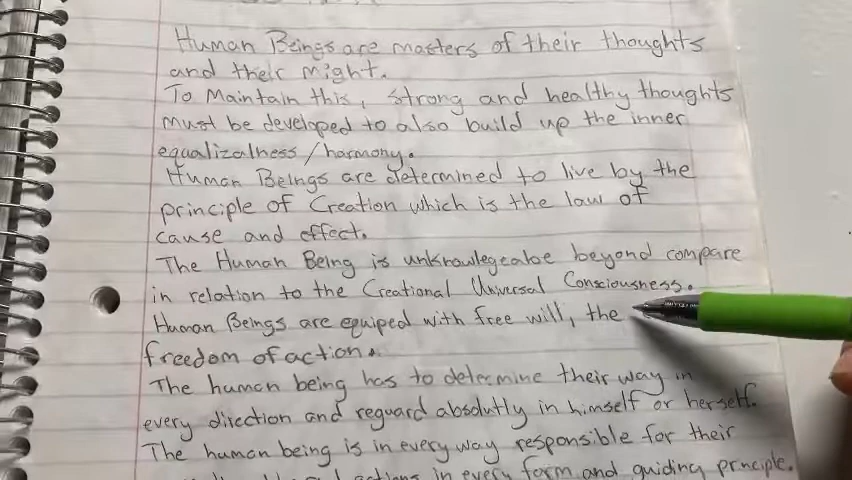 Human Beings are masters of their thoughts
and their might.
To Maintain this, strong and healthy thoughts
must be developed to also build up the inner
equalizalness/harmony.
Human Beings are determined to live by the
principle of Creation which is the law of
cause and effect.
The Human Being is unknowlegeabe beyond compare
in relation to the Creational Universal Consciousness.
Human Beings are equiped with free will, the
freedom of action.
The human being has to determine their way in
every direction and reguard absolutly in himself or herself.
The human being is in every way responsible for their
actions in every form and guiding prnciple.